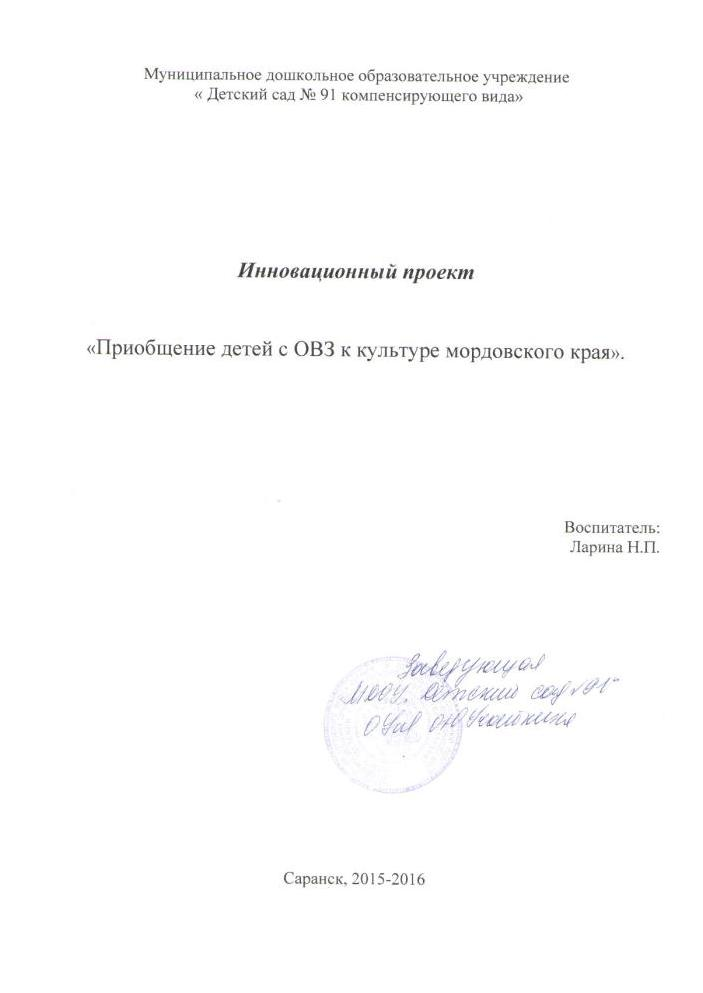 Муниципальное дошкольное образовательное учреждение
« Детский сад № 91 компенсирующего вида»
Инновационный проект
«Приобщение детей с ОВЗ к культуре мордовского края».
Воспитатель:
Ларина Н.П.
Заведующая
МДОУ "Детский сад №91"
Саранск, 2015-2016